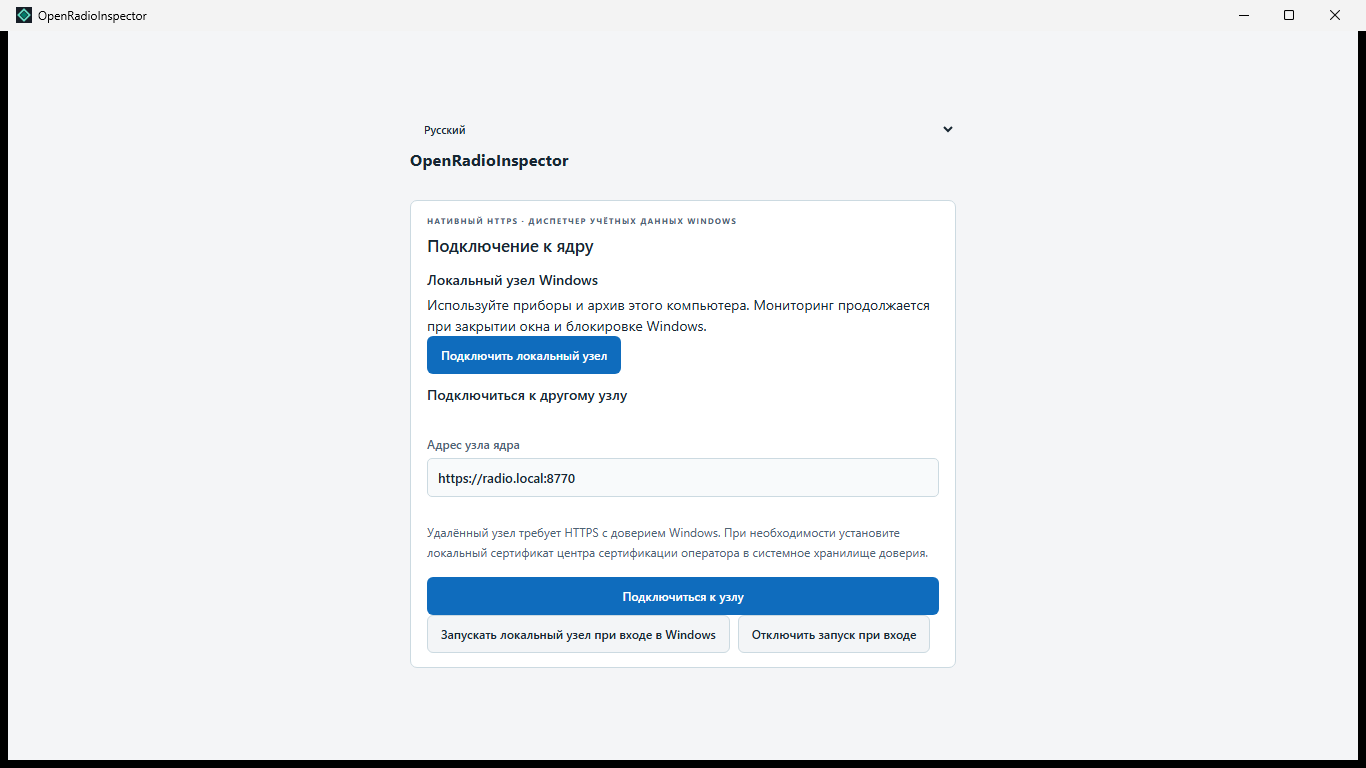 OpenRadioInspector
Русский
OpenRadioInspector
НАТИВНЫЙ HTTPS · ДИСПЕТЧЕР УЧЁТНЫХ ДАННЫХ WINDOWS
Подключение к ядру
Локальный узел Windows
Используйте приборы и архив этого компьютера. Мониторинг продолжается
при закрытии окна и блокировке Windows.
Подключить локальный узел
Подключиться к другому узлу
Адрес узла ядра
https://radio.local:8770
Удалённый узел требует HTTPS с доверием Windows. При необходимости установите
локальный сертификат центра сертификации оператора в системное хранилище доверия.
Подключиться к узлу
Запускать локальный узел при входе в Windows
Отключить запуск при входе